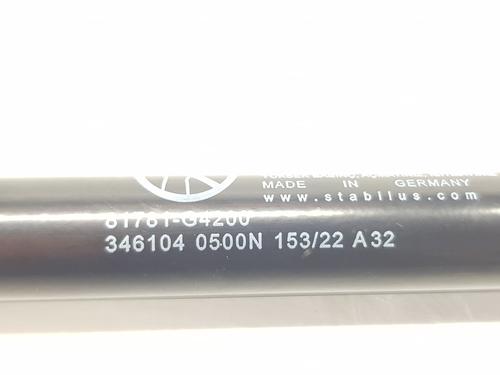 MADE IN GERMANY
www.stabilus.com
81781-G4200
346104 0500N 153/22 A32